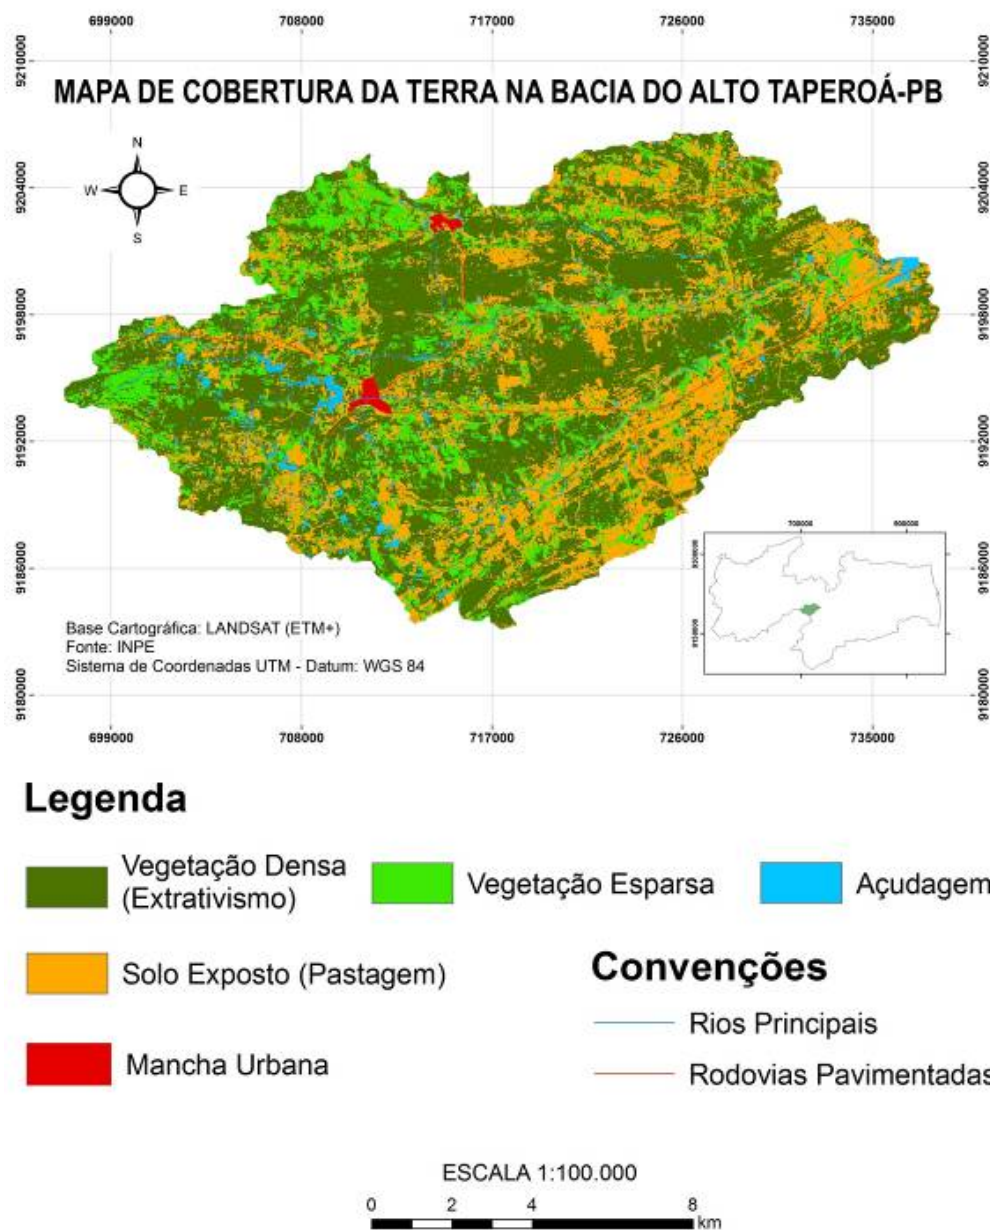 699000 708000 717000 726000 735000
9210000 9210000
MAPA DE COBERTURA DA TERRA NA BACIA DO ALTO TAPEROÁ-PB
N
W E
S
9204000 9204000
9198000 9198000
9192000 9192000
9186000 9186000
9180000 9180000
Base Cartográfica: LANDSAT (ETM+)
Fonte: INPE
Sistema de Coordenadas UTM - Datum: WGS 84
699000 708000 717000 726000 735000
Legenda
Vegetação Densa
(Extrativismo)
Vegetação Esparsa
Açudagem
Solo Exposto (Pastagem)
Mancha Urbana
Convenções
Rios Principais
Rodovias Pavimentadas
ESCALA 1:100.000
0 2 4 8
km